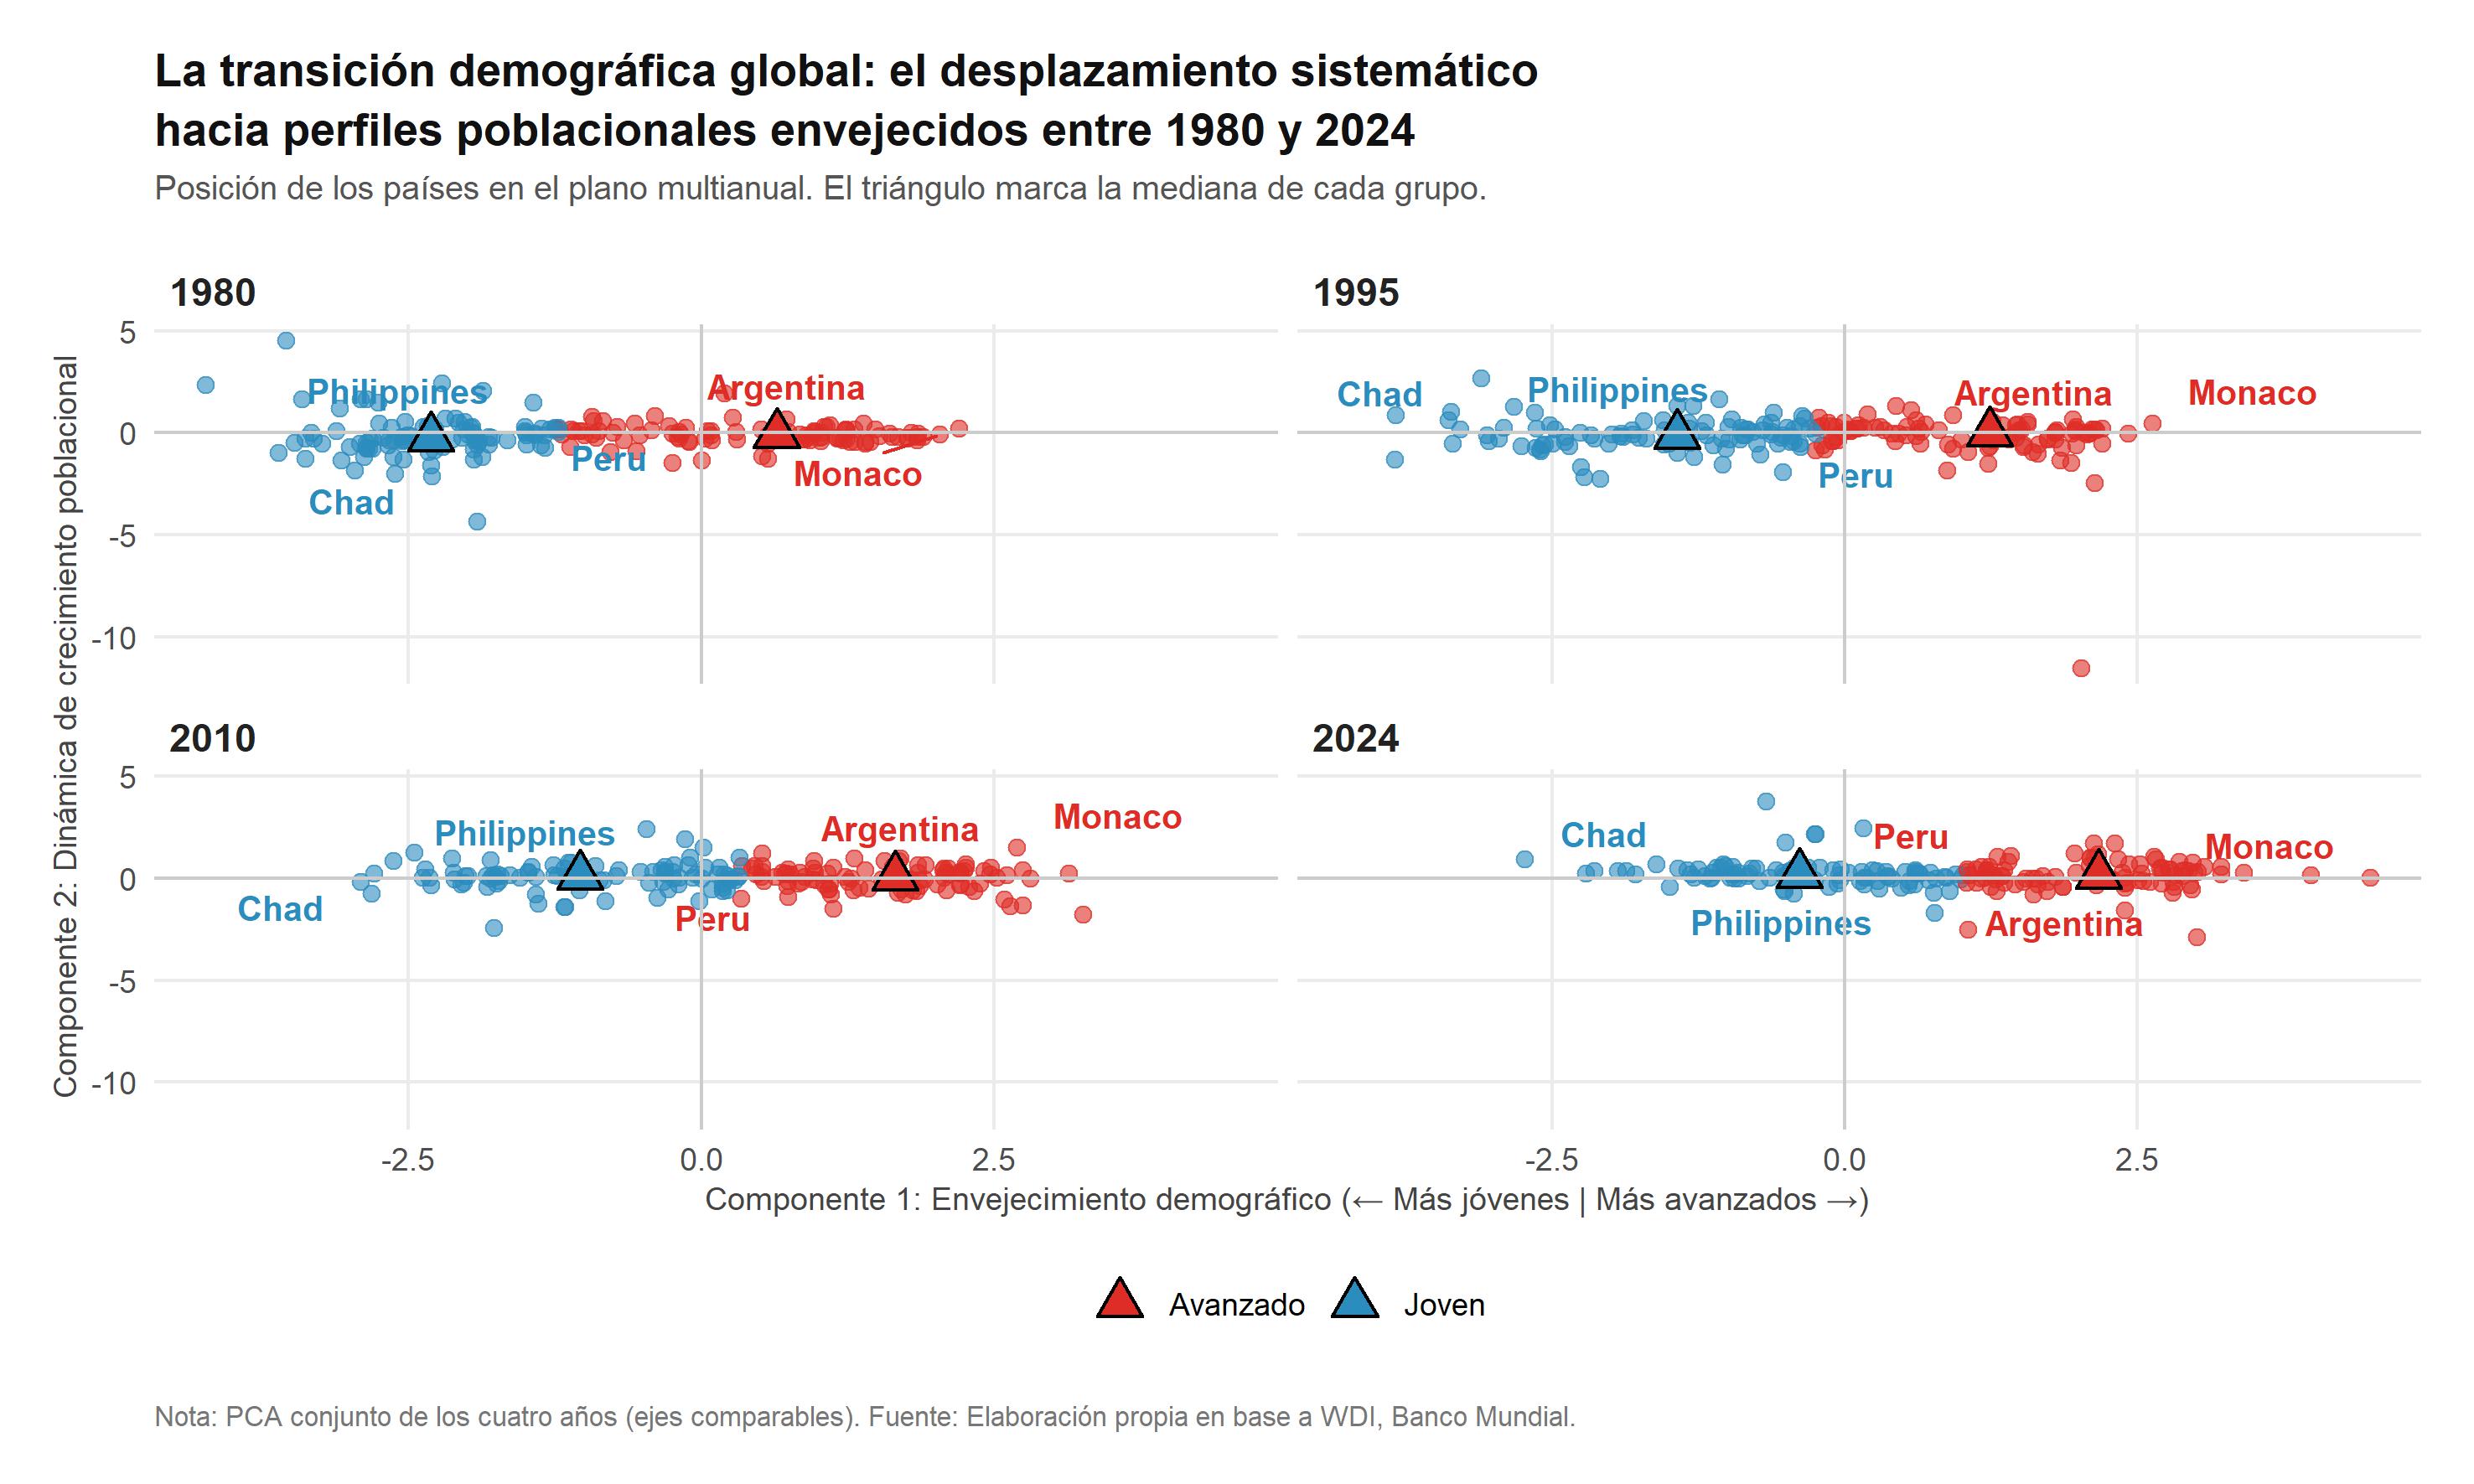 La transición demográfica global: el desplazamiento sistemático
hacia perfiles poblacionales envejecidos entre 1980 y 2024
Posición de los países en el plano multianual. El triángulo marca la mediana de cada grupo.
1980
1995
Componente 2: Dinámica de crecimiento poblacional
5
0
-5
-10
Philippines
Argentina
Peru
Monaco
Chad
Chad
Philippines
Argentina
Monaco
Peru
2010
2024
5
0
-5
-10
Philippines
Argentina
Monaco
Chad
Peru
Chad
Peru
Monaco
Philippines
Argentina
-2.5
0.0
2.5
-2.5
0.0
2.5
Componente 1: Envejecimiento demográfico (← Más jóvenes | Más avanzados →)
Avanzado
Joven
Nota: PCA conjunto de los cuatro años (ejes comparables). Fuente: Elaboración propia en base a WDI, Banco Mundial.